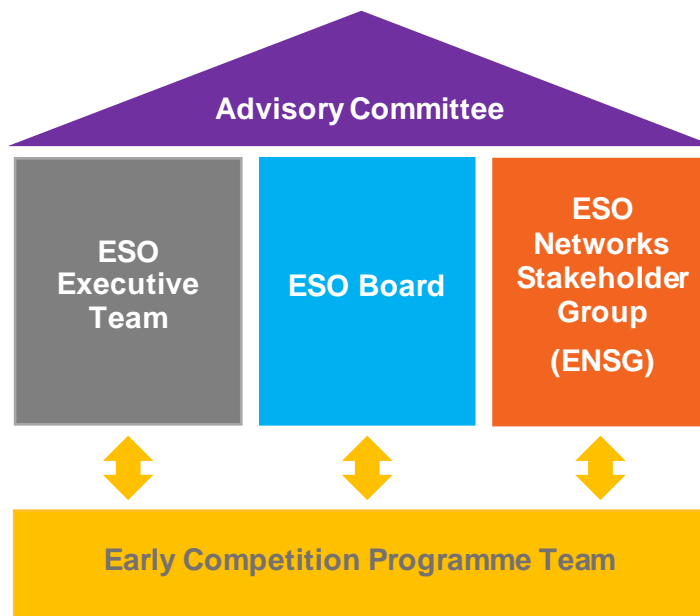 Advisory Committee
ESO
Executive
Team
ESO Board
ESO
Networks
Stakeholder
Group
(ENSG)
Early Competition Programme Team